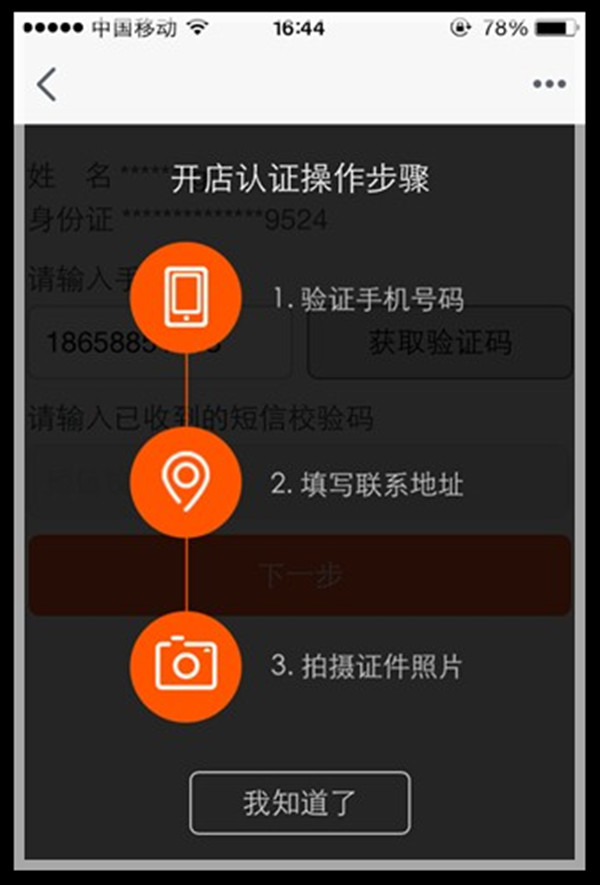 中国移动 16:44 78%
开店认证操作步骤
姓 名
身份证 **************9524
请输入手
1. 验证手机号码
获取验证码
请输入已收到的短信校验码
2. 填写联系地址
下一步
3. 拍摄证件照片
我知道了